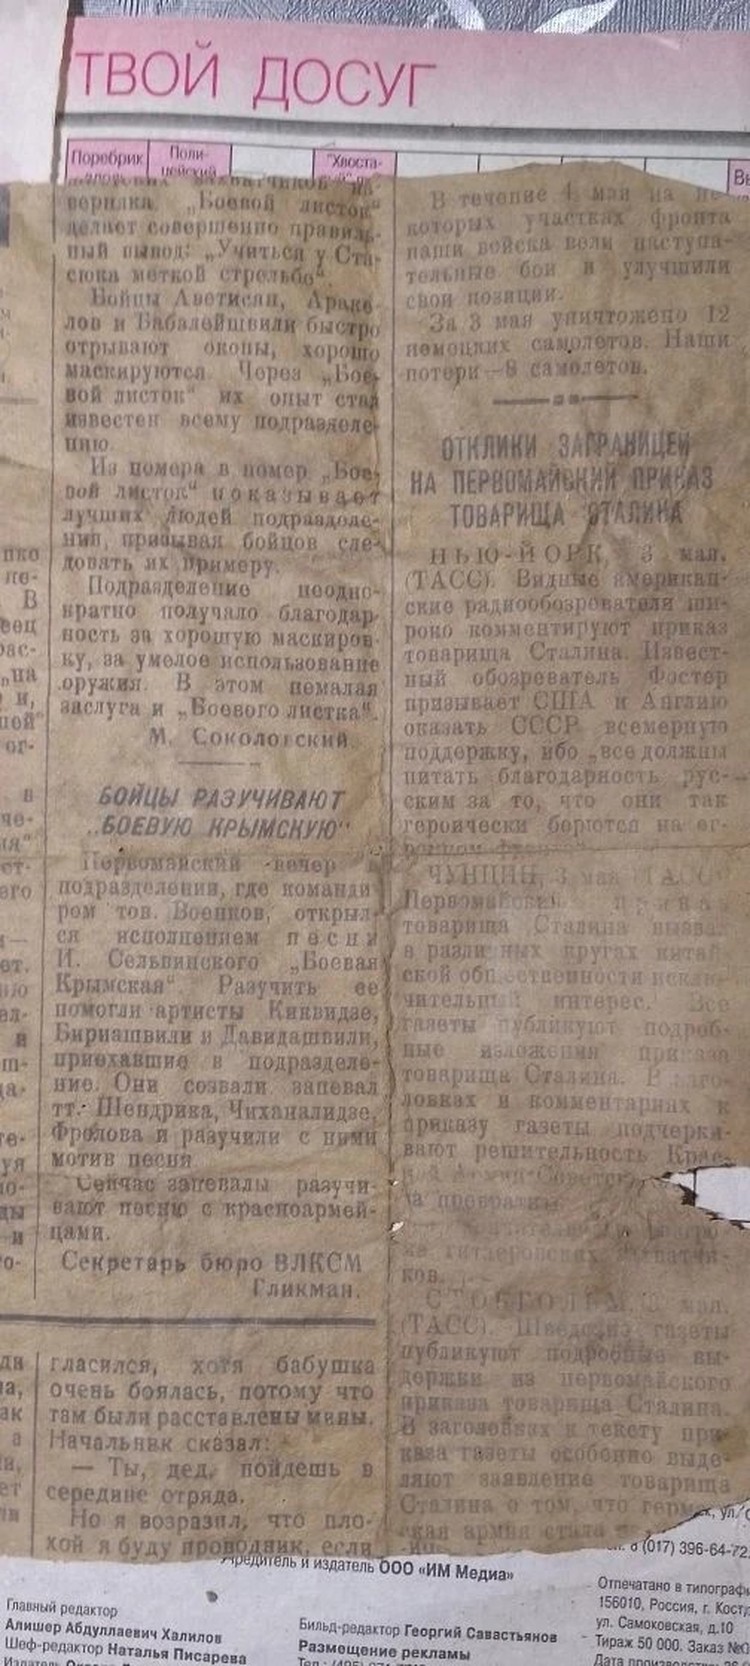 ТВОЙ ДОСУГ
Поребрик
Поли-
цейский
"Хвоста-
верняка. „Боевой листок“
делает совершенно правиль-
ный вывод: „Учиться у Ста-
сюка меткой стрельбе“
Бойцы Аветисян, Араке-
лов и Бабалейшвили быстро
отрывают окопы, хорошо
маскируются. Через „Бое-
вой листок“ их опыт стал
известен всему подразделе-
нию.
Из номера в номер „Бое-
вой листок“ показывает
лучших людей подразделе-
ния, призывая бойцов сле-
довать их примеру.
Подразделение неодно-
кратно получало благодар-
ность за хорошую маскиров-
ку, за умелое использование
оружия. В этом немалая
заслуга и „Боевого листка“.
М. Соколовский.
БОЙЦЫ РАЗУЧИВАЮТ
„БОЕВУЮ КРЫМСКУЮ“
Первомайский вечер в
подразделении, где команди
ром тов. Военков, открыл-
ся исполнением песни
И. Сельвинского „Боевая
Крымская“. Разучить ее
помогли артисты Киквидзе,
Бириашвили и Давидашвили,
приехавшие в подразделе-
ние. Они созвали запевал
тт. Шендрика, Чиханалидзе,
Фролова и разучили с ними
мотив песни
Сейчас запевалы разучи-
вают песню с красноармей-
цами.
Секретарь бюро ВЛКСМ
Гликман.
гласился, хотя бабушка
очень боялась, потому что
там были расставлены мины.
Начальник сказал:
— Ты, дед, пойдешь в
середине отряда.
Но я возразил, что пло-
хой я буду проводник, если
В течение 4 мая на не-
которых участках фронта
наши войска вели наступа-
тельные бои и улучшили
свои позиции.
За 3 мая уничтожено 12
немецких самолетов. Наши
потери—8 самолетов.
ОТКЛИКИ ЗАГРАНИЦЕЙ
НА ПЕРВОМАЙСКИЙ ПРИКАЗ
ТОВАРИЩА СТАЛИНА
НЬЮ-ЙОРК, 3 мая.
(ТАСС). Видные американ-
ские радиообозреватели ши-
роко комментируют приказ
товарища Сталина. Извест-
ный обозреватель Фостер
призывает США и Англию
оказать СССР всемерную
поддержку, ибо „все должны
питать благодарность рус-
ским за то, что они так
героически борются на ог-
ЧУНЦИН, 3 мая (ТАСС)
Первомайский приказ
товарища Сталина вызвал
в различных кругах китай-
ской общественности исклю-
чительный интерес. Все
газеты публикуют подроб-
ные изложения приказа
товарища Сталина. В заго-
ловках и комментариях к
приказу газеты подчерки-
вают решительность Крас-
ков.
СТОКГОЛЬМ, 3 мая.
(ТАСС). Шведские газеты
публикуют подробные вы-
держки из первомайского
приказа товарища Сталина.
В заголовках к тексту при-
каза газеты особенно выде-
ляют заявление товарища
Сталина о том, что герман-
ская армия стала
Учредитель и издатель ООО «ИМ Медиа»
8 (017) 396-64-72
Главный редактор
Алишер Абдуллаевич Халилов
Шеф-редактор Наталья Писарева
Бильд-редактор Георгий Савастьянов
Размещение рекламы
Отпечатано в типографи
156010, Россия, г. Кост
ул. Самоковская, д.10
Тираж 50 000. Заказ №